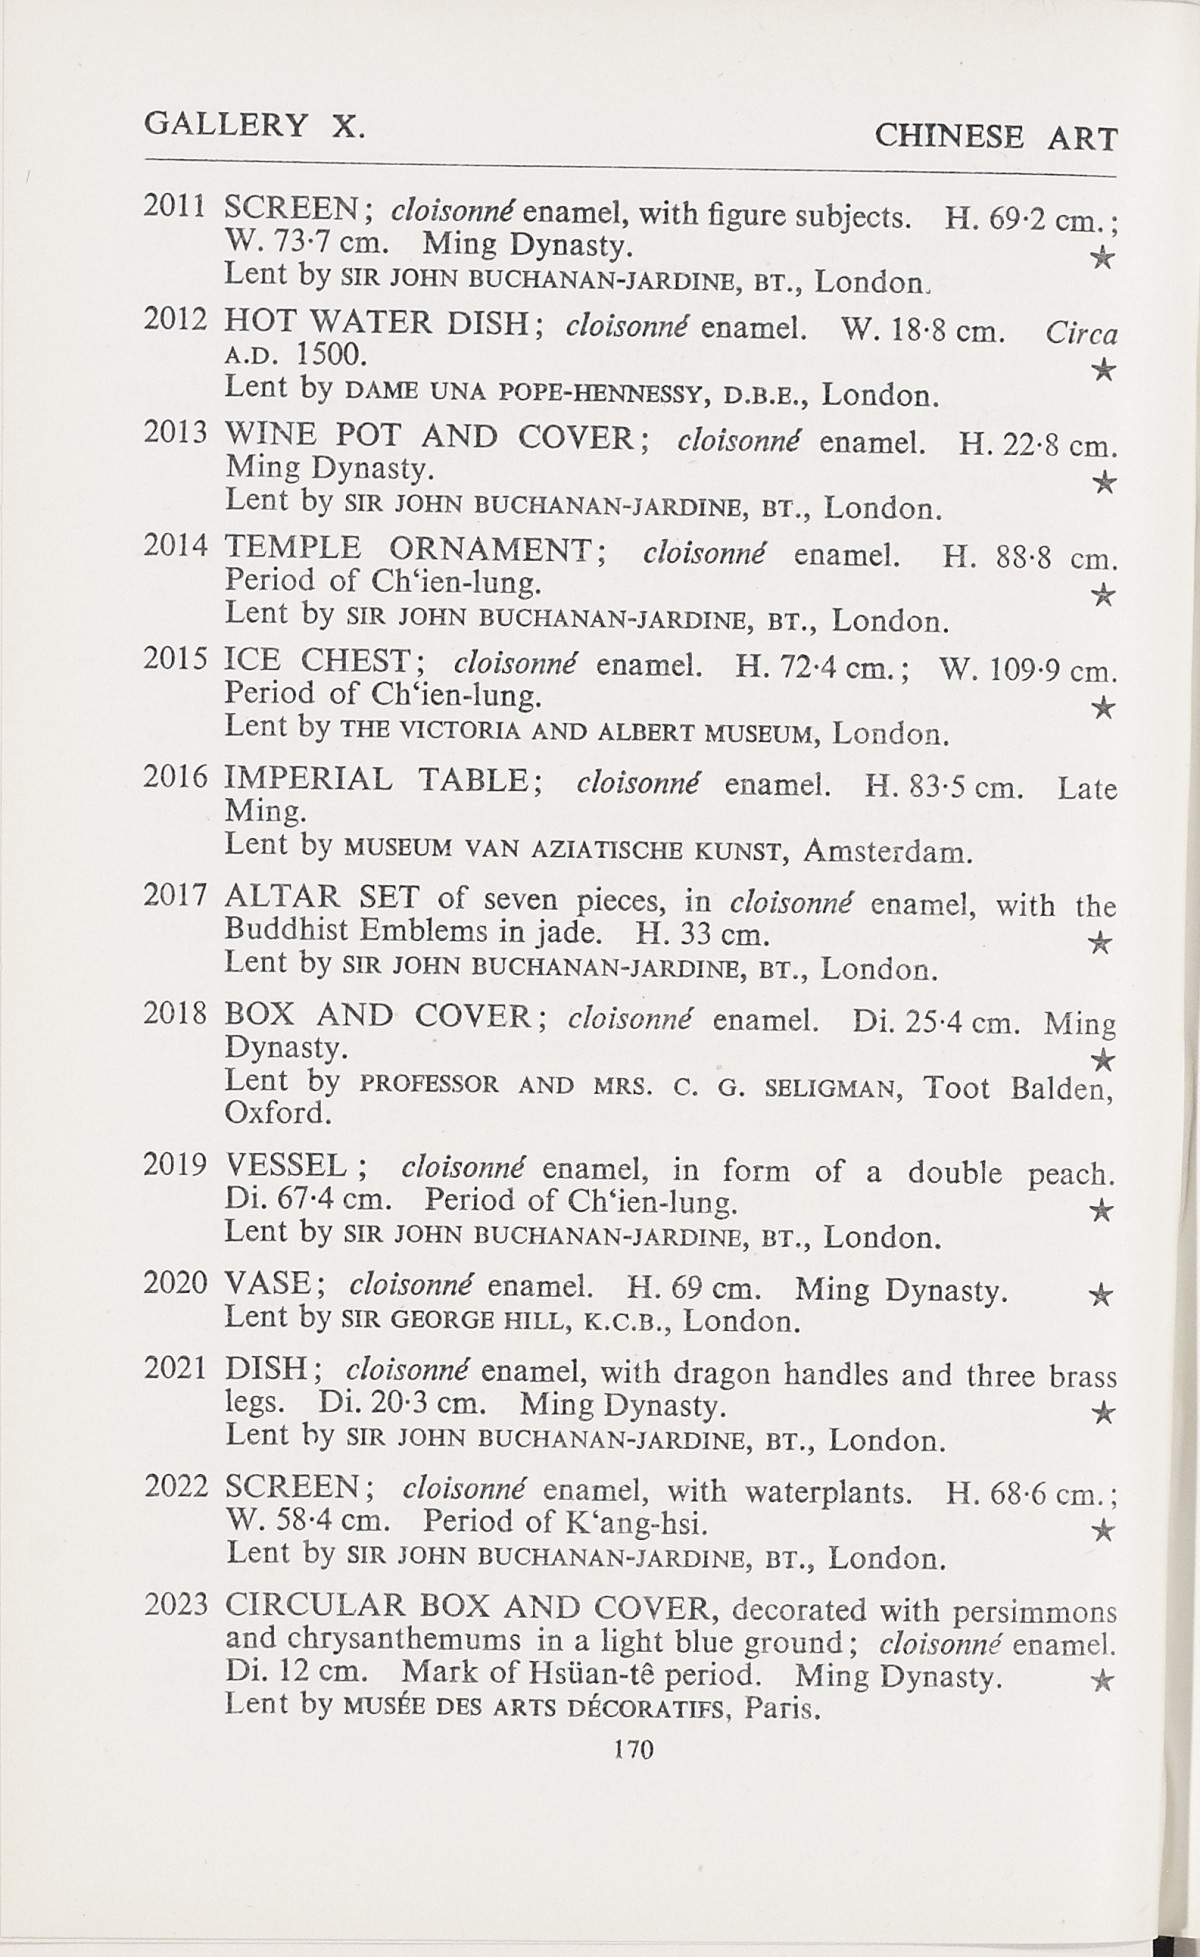 GALLERY X. CHINESE ART
2011 SCREEN; cloisonné enamel, with figure subjects. H. 69·2 cm.;
W. 73·7 cm. Ming Dynasty. ★
Lent by SIR JOHN BUCHANAN-JARDINE, BT., London.
2012 HOT WATER DISH; cloisonné enamel. W. 18·8 cm. Circa
A.D. 1500. ★
Lent by DAME UNA POPE-HENNESSY, D.B.E., London.
2013 WINE POT AND COVER; cloisonné enamel. H. 22·8 cm.
Ming Dynasty. ★
Lent by SIR JOHN BUCHANAN-JARDINE, BT., London.
2014 TEMPLE ORNAMENT; cloisonné enamel. H. 88·8 cm.
Period of Ch‘ien-lung. ★
Lent by SIR JOHN BUCHANAN-JARDINE, BT., London.
2015 ICE CHEST; cloisonné enamel. H. 72·4 cm.; W. 109·9 cm.
Period of Ch‘ien-lung. ★
Lent by THE VICTORIA AND ALBERT MUSEUM, London.
2016 IMPERIAL TABLE; cloisonné enamel. H. 83·5 cm. Late
Ming.
Lent by MUSEUM VAN AZIATISCHE KUNST, Amsterdam.
2017 ALTAR SET of seven pieces, in cloisonné enamel, with the
Buddhist Emblems in jade. H. 33 cm. ★
Lent by SIR JOHN BUCHANAN-JARDINE, BT., London.
2018 BOX AND COVER; cloisonné enamel. Di. 25·4 cm. Ming
Dynasty. ★
Lent by PROFESSOR AND MRS. C. G. SELIGMAN, Toot Balden,
Oxford.
2019 VESSEL; cloisonné enamel, in form of a double peach.
Di. 67·4 cm. Period of Ch‘ien-lung. ★
Lent by SIR JOHN BUCHANAN-JARDINE, BT., London.
2020 VASE; cloisonné enamel. H. 69 cm. Ming Dynasty. ★
Lent by SIR GEORGE HILL, K.C.B., London.
2021 DISH; cloisonné enamel, with dragon handles and three brass
legs. Di. 20·3 cm. Ming Dynasty. ★
Lent by SIR JOHN BUCHANAN-JARDINE, BT., London.
2022 SCREEN; cloisonné enamel, with waterplants. H. 68·6 cm.;
W. 58·4 cm. Period of K‘ang-hsi. ★
Lent by SIR JOHN BUCHANAN-JARDINE, BT., London.
2023 CIRCULAR BOX AND COVER, decorated with persimmons
and chrysanthemums in a light blue ground; cloisonné enamel.
Di. 12 cm. Mark of Hsüan-tê period. Ming Dynasty. ★
Lent by MUSÉE DES ARTS DÉCORATIFS, Paris.
170